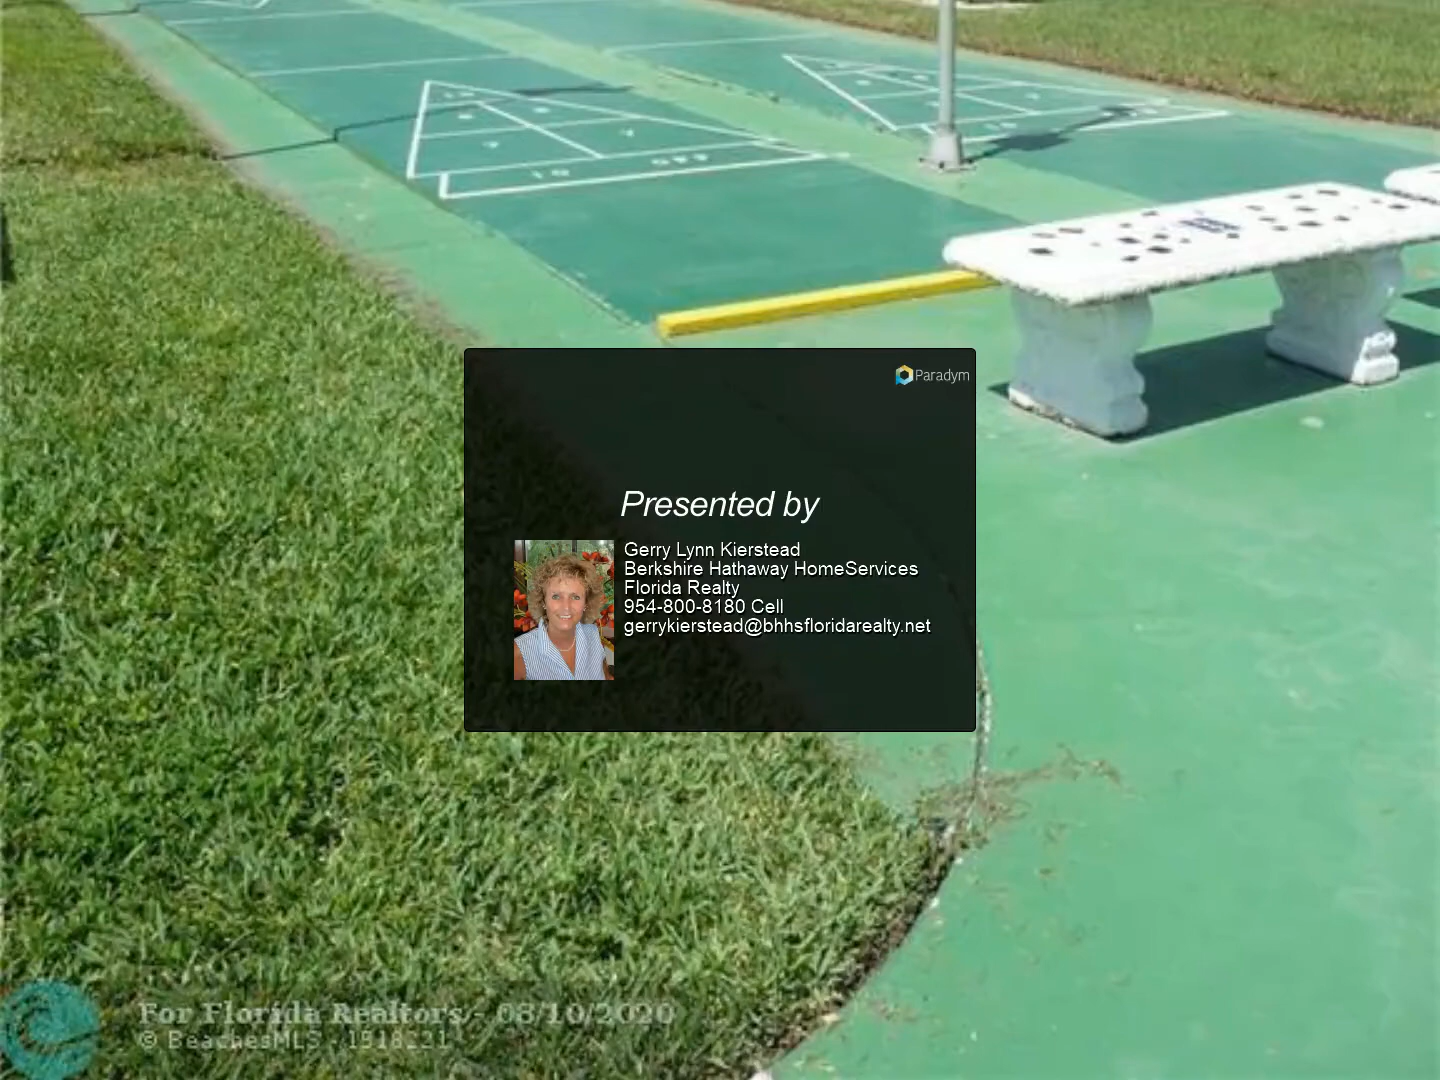 Paradym
Presented by
Gerry Lynn Kierstead
Berkshire Hathaway HomeServices
Florida Realty
954-800-8180 Cell
gerrykierstead@bhhsfloridarealty.net
For Florida Realtors - 08/10/2020
© BeachesMLS - 1518221